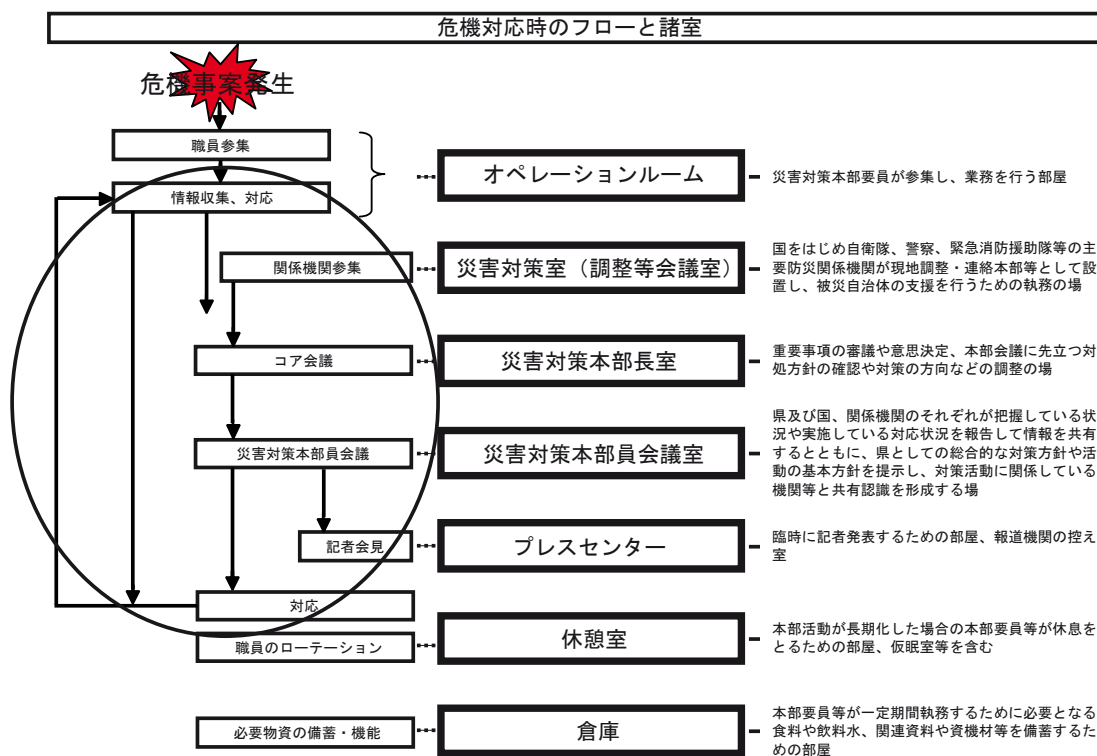 危機対応時のフローと諸室
危機事案発生
職員参集
情報収集、対応
オペレーションルーム
災害対策本部要員が参集し、業務を行う部屋
関係機関参集
災害対策室（調整等会議室）
国をはじめ自衛隊、警察、緊急消防援助隊等の主
要防災関係機関が現地調整・連絡本部等として設
置し、被災自治体の支援を行うための執務の場
コア会議
災害対策本部長室
重要事項の審議や意思決定、本部会議に先立つ対
処方針の確認や対策の方向などの調整の場
災害対策本部員会議
災害対策本部員会議室
県及び国、関係機関のそれぞれが把握している状
況や実施している対応状況を報告して情報を共有
するとともに、県としての総合的な対策方針や活
動の基本方針を提示し、対策活動に関係している
機関等と共有認識を形成する場
記者会見
プレスセンター
臨時に記者発表するための部屋、報道機関の控え
室
対応
職員のローテーション
休憩室
本部活動が長期化した場合の本部要員等が休息を
とるための部屋、仮眠室等を含む
必要物資の備蓄・機能
倉庫
本部要員等が一定期間執務するために必要となる
食料や飲料水、関連資料や資機材等を備蓄するた
めの部屋